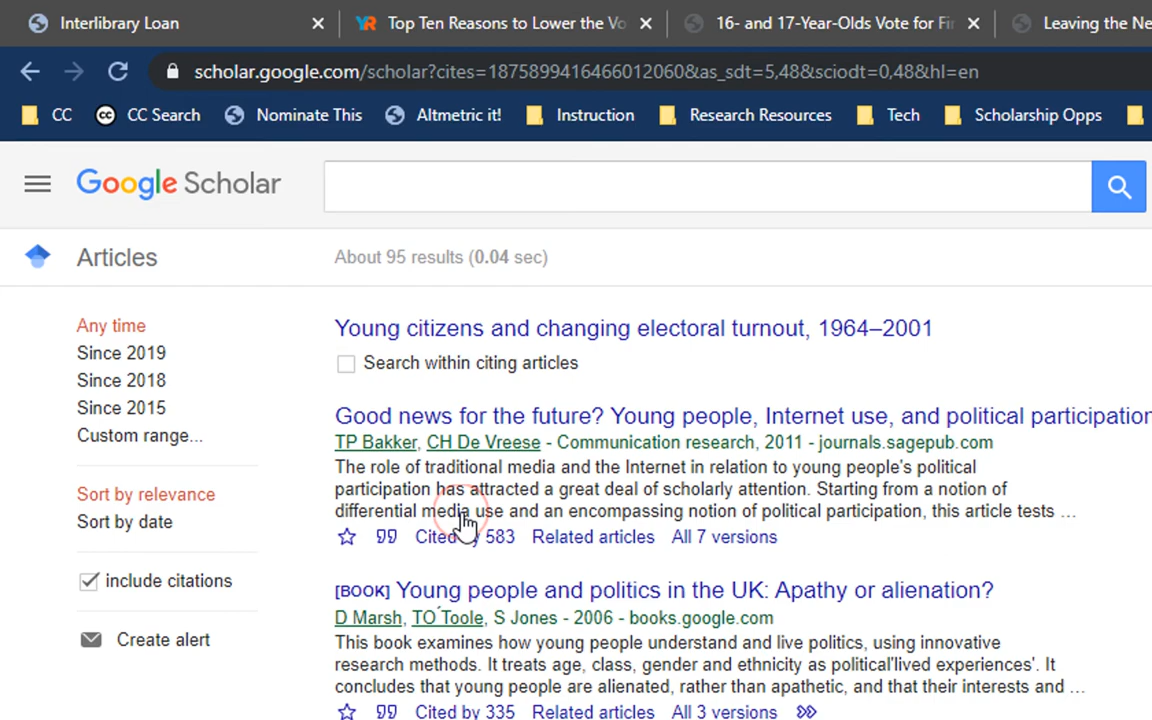 Interlibrary Loan
Top Ten Reasons to Lower the Vo
16- and 17-Year-Olds Vote for Fi
Leaving the Ne
scholar.google.com/scholar?cites=1875899416466012060&as_sdt=5,48&sciodt=0,48&hl=en
CC
CC Search
Nominate This
Altmetric it!
Instruction
Research Resources
Tech
Scholarship Opps
Google Scholar
Articles
About 95 results (0.04 sec)
Any time
Since 2019
Since 2018
Since 2015
Custom range...
Sort by relevance
Sort by date
include citations
Create alert
Young citizens and changing electoral turnout, 1964–2001
Search within citing articles
Good news for the future? Young people, Internet use, and political participation
TP Bakker, CH De Vreese - Communication research, 2011 - journals.sagepub.com
The role of traditional media and the Internet in relation to young people's political
participation has attracted a great deal of scholarly attention. Starting from a notion of
differential media use and an encompassing notion of political participation, this article tests ...
Cited by 583 Related articles All 7 versions
[BOOK] Young people and politics in the UK: Apathy or alienation?
D Marsh, TO´Toole, S Jones - 2006 - books.google.com
This book examines how young people understand and live politics, using innovative
research methods. It treats age, class, gender and ethnicity as political'lived experiences'. It
concludes that young people are alienated, rather than apathetic, and that their interests and ...
Cited by 335 Related articles All 3 versions